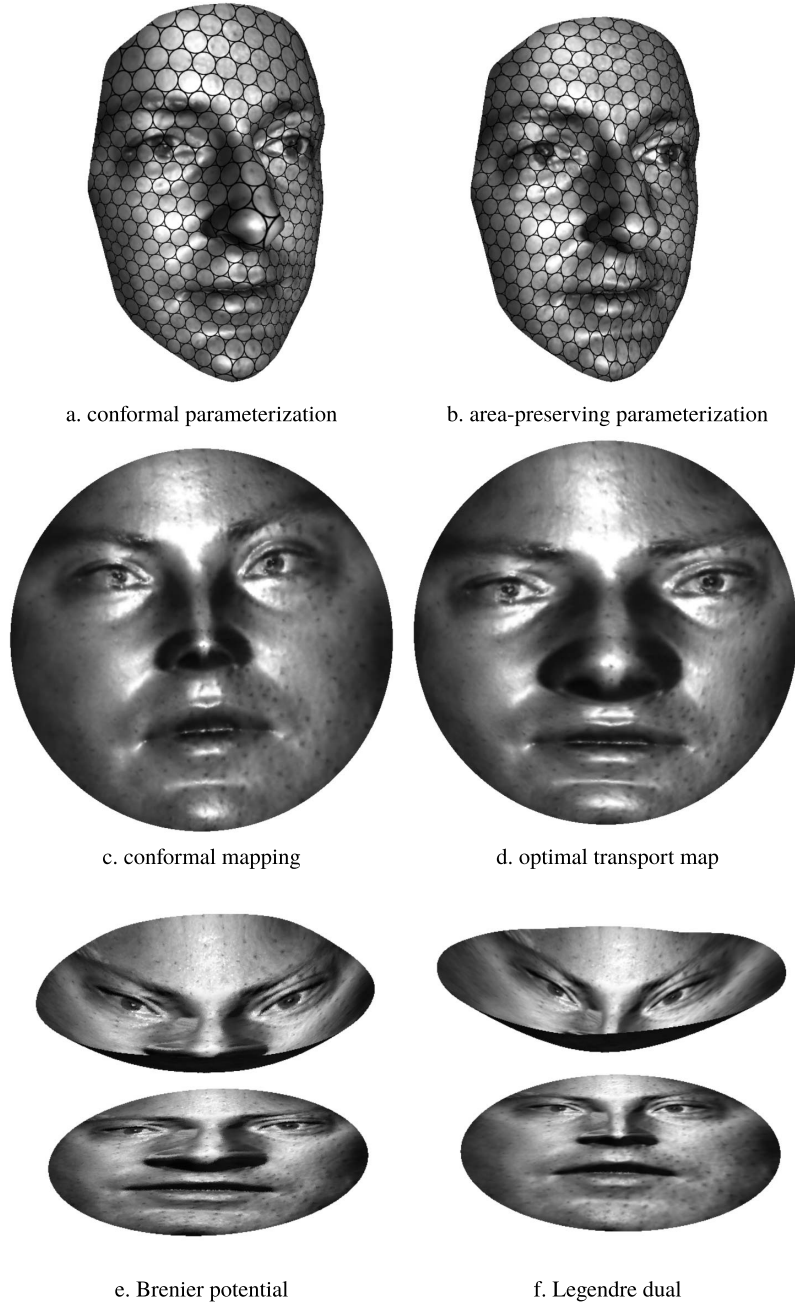 a. conformal parameterization
b. area-preserving parameterization
c. conformal mapping
d. optimal transport map
e. Brenier potential
f. Legendre dual